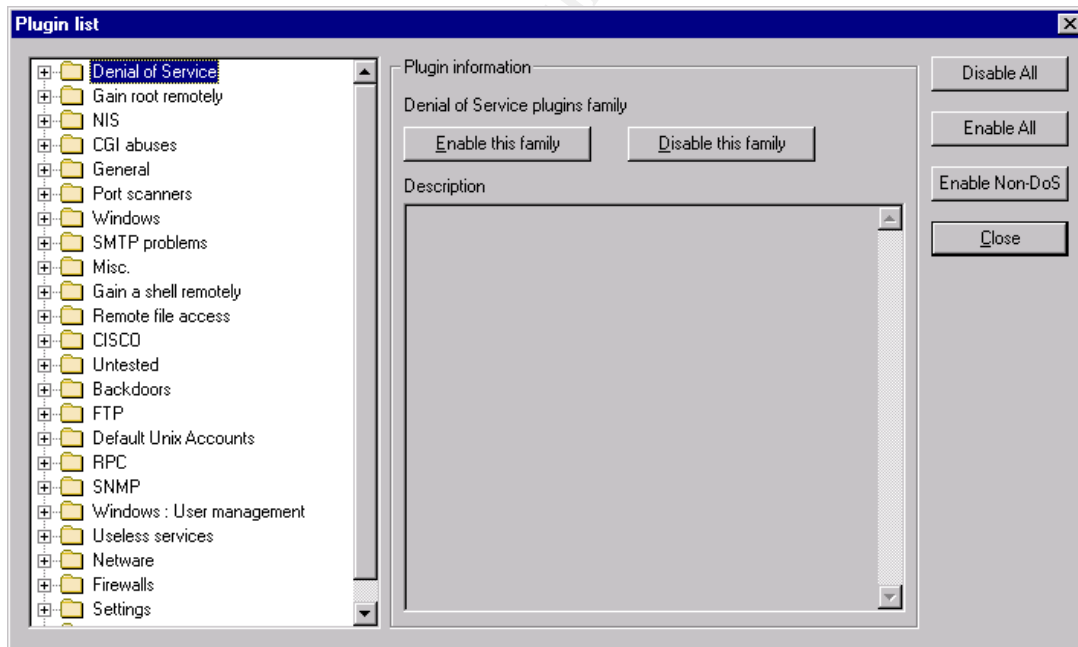 Plugin list
Denial of Service
Gain root remotely
NIS
CGI abuses
General
Port scanners
Windows
SMTP problems
Misc.
Gain a shell remotely
Remote file access
CISCO
Untested
Backdoors
FTP
Default Unix Accounts
RPC
SNMP
Windows : User management
Useless services
Netware
Firewalls
Settings
Plugin information
Denial of Service plugins family
Enable this family
Disable this family
Description
Disable All
Enable All
Enable Non-DoS
Close